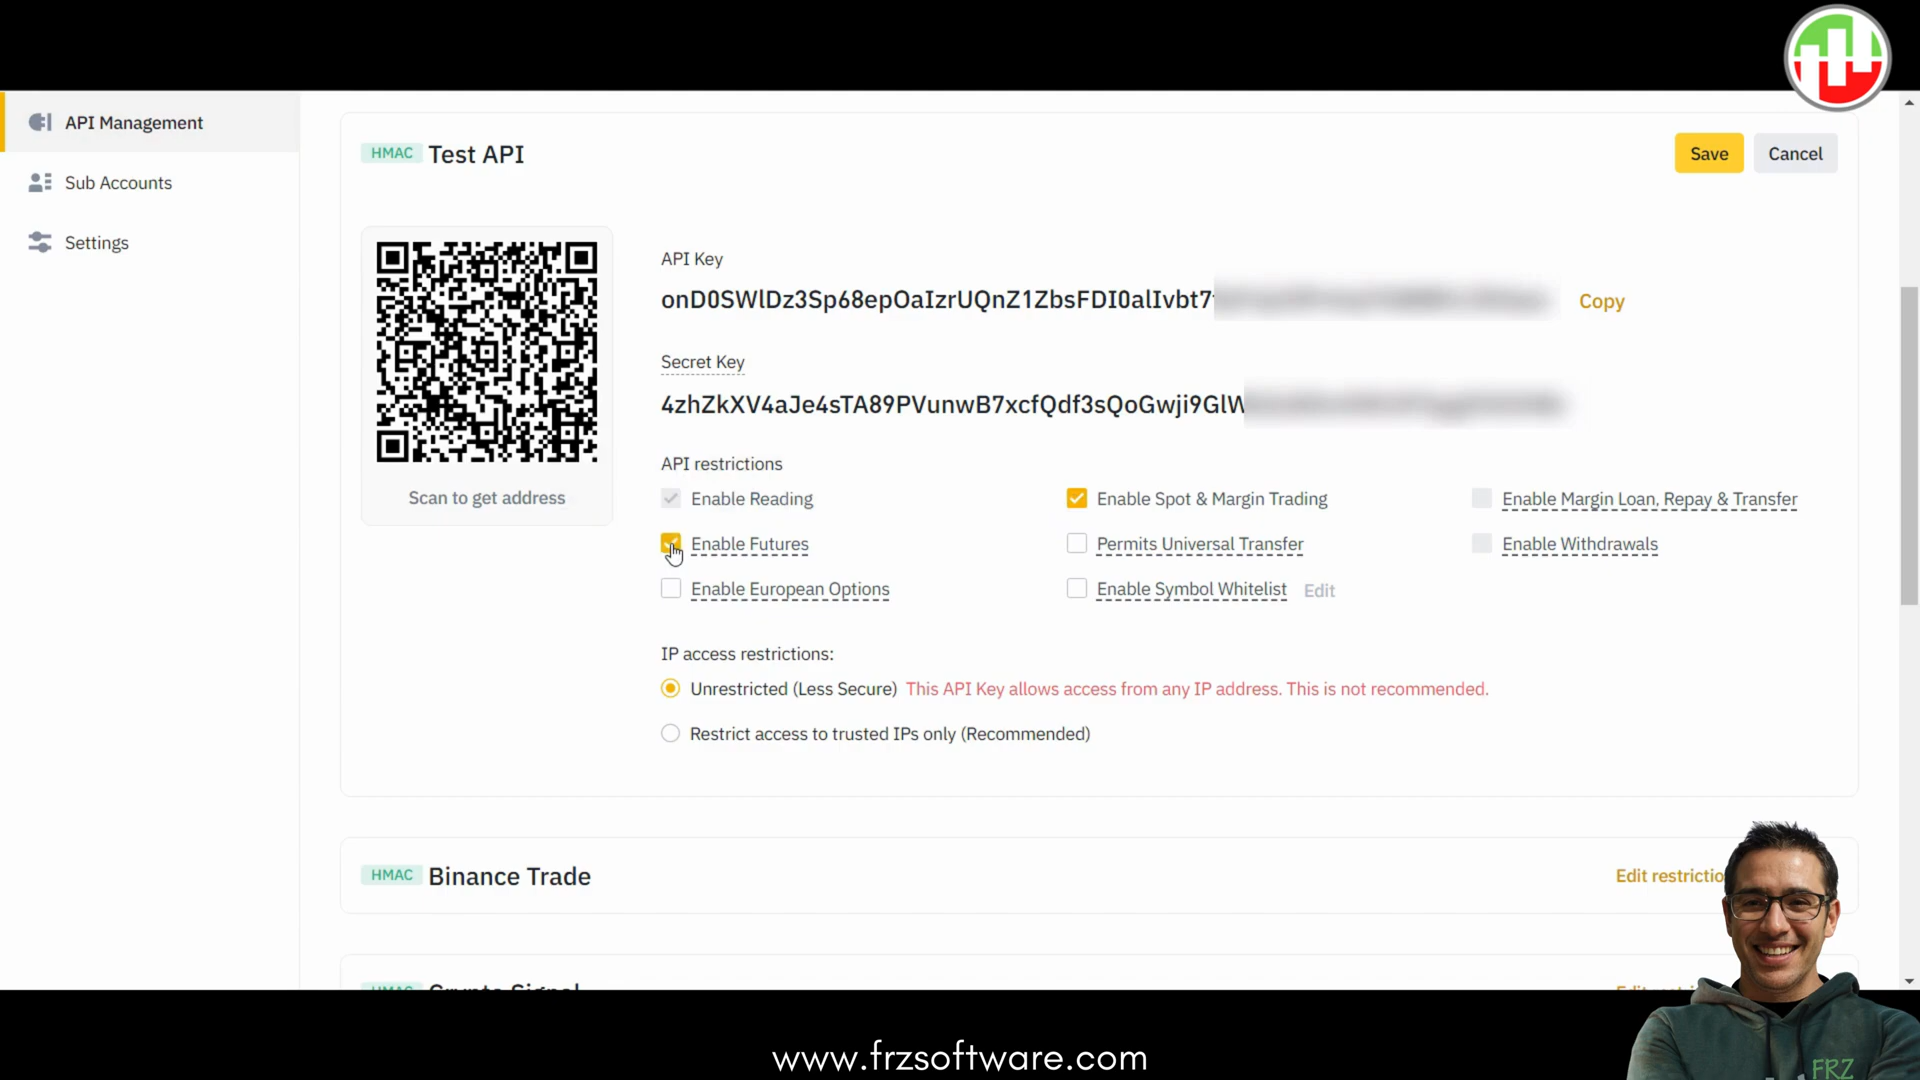 API Management
Sub Accounts
Settings
HMAC Test API
Save
Cancel
Scan to get address
API Key
onD0SWlDz3Sp68epOaIzrUQnZ1ZbsFDI0alIvbt7
Copy
Secret Key
4zhZkXV4aJe4sTA89PVunwB7xcfQdf3sQoGwji9GlW
API restrictions
Enable Reading
Enable Spot & Margin Trading
Enable Margin Loan, Repay & Transfer
Enable Futures
Permits Universal Transfer
Enable Withdrawals
Enable European Options
Enable Symbol Whitelist
Edit
IP access restrictions:
Unrestricted (Less Secure) This API Key allows access from any IP address. This is not recommended.
Restrict access to trusted IPs only (Recommended)
HMAC Binance Trade
Edit restrictio
HMAC Crypto Signal
www.frzsoftware.com
FRZ